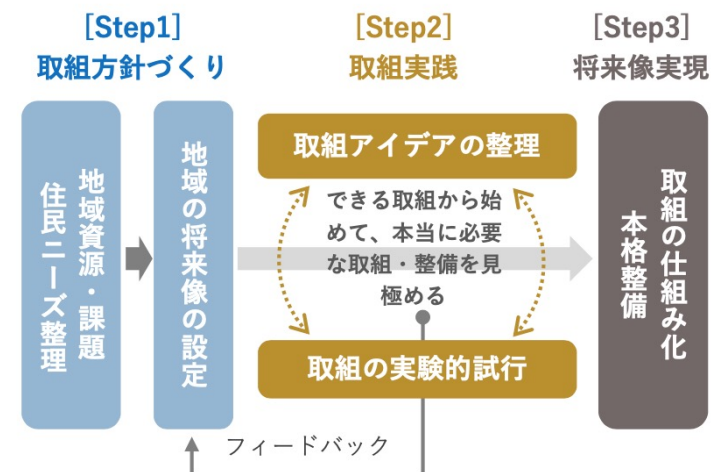 [Step1]
取組方針づくり
[Step2]
取組実践
[Step3]
将来像実現
地域資源・課題
住民ニーズ整理
地域の将来像の設定
取組アイデアの整理
できる取組から始
めて、本当に必要
な取組・整備を見
極める
取組の実験的試行
取組の仕組み化
本格整備
フィードバック